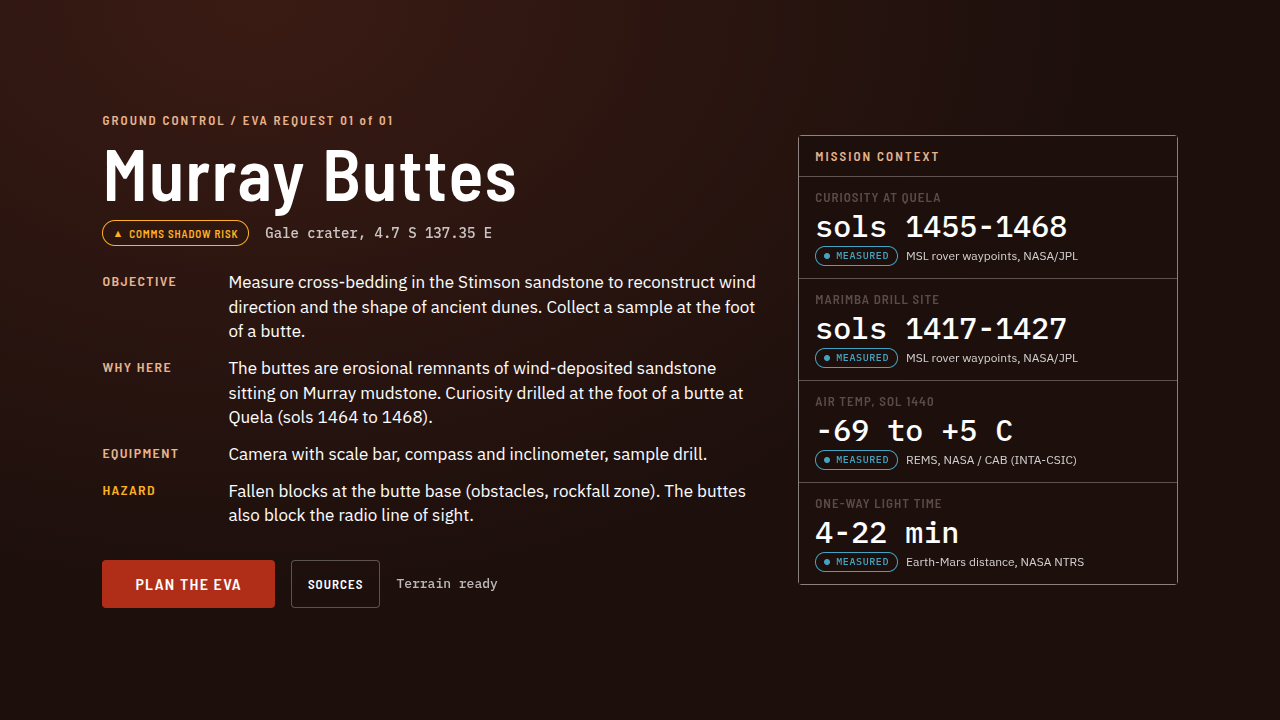 GROUND CONTROL / EVA REQUEST 01 of 01
Murray Buttes
▲ COMMS SHADOW RISK
Gale crater, 4.7 S 137.35 E
OBJECTIVE
Measure cross-bedding in the Stimson sandstone to reconstruct wind
direction and the shape of ancient dunes. Collect a sample at the foot
of a butte.
WHY HERE
The buttes are erosional remnants of wind-deposited sandstone
sitting on Murray mudstone. Curiosity drilled at the foot of a butte at
Quela (sols 1464 to 1468).
EQUIPMENT
Camera with scale bar, compass and inclinometer, sample drill.
HAZARD
Fallen blocks at the butte base (obstacles, rockfall zone). The buttes
also block the radio line of sight.
PLAN THE EVA
SOURCES
Terrain ready
MISSION CONTEXT
CURIOSITY AT QUELA
sols 1455-1468
MEASURED
MSL rover waypoints, NASA/JPL
MARIMBA DRILL SITE
sols 1417-1427
MEASURED
MSL rover waypoints, NASA/JPL
AIR TEMP, SOL 1440
-69 to +5 C
MEASURED
REMS, NASA / CAB (INTA-CSIC)
ONE-WAY LIGHT TIME
4-22 min
MEASURED
Earth-Mars distance, NASA NTRS